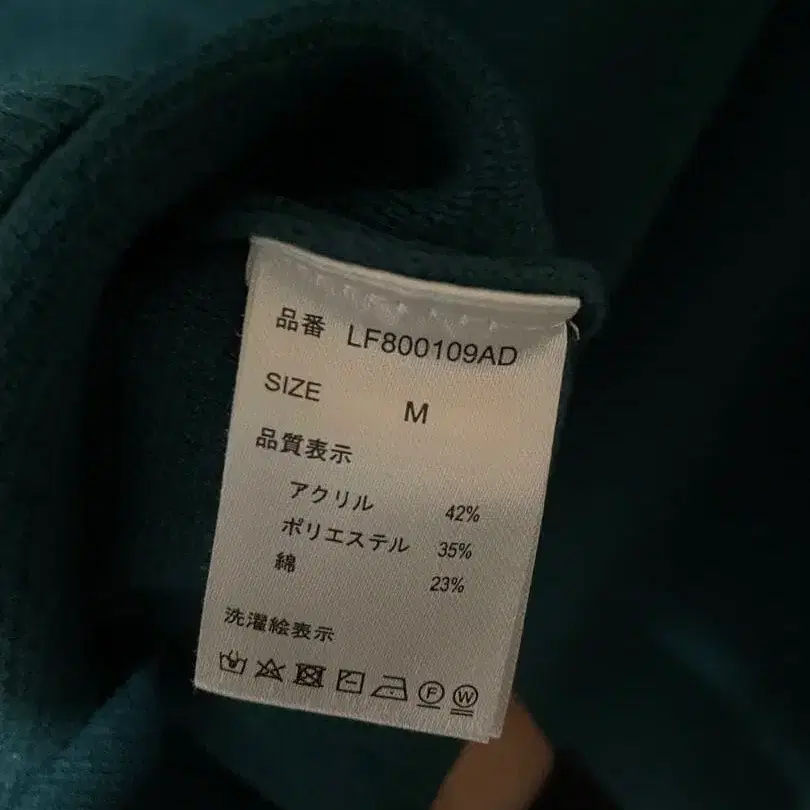 品番 LF800109AD
SIZE M
品質表示
アクリル 42%
ポリエステル 35%
綿 23%
洗濯絵表示
F W